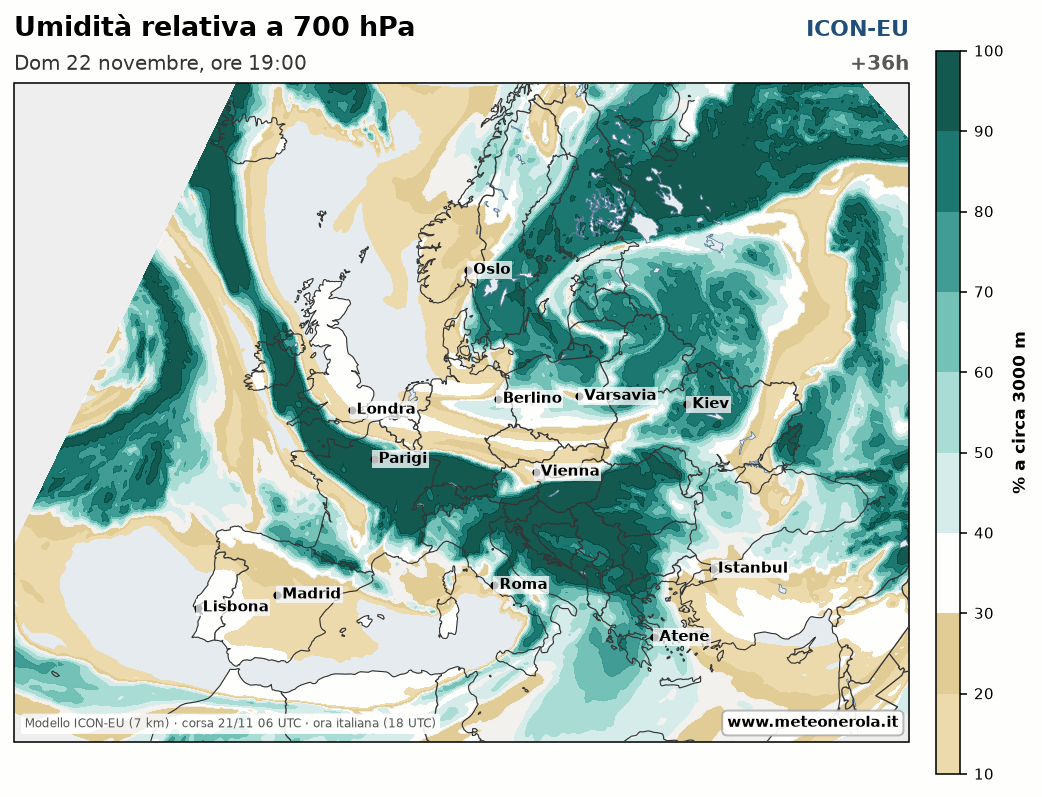 Umidità relativa a 700 hPa
ICON-EU
Dom 22 novembre, ore 19:00
+36h
100
90
80
70
60
50
40
30
20
10
% a circa 3000 m
Oslo
Londra
Berlino
Varsavia
Kiev
Parigi
Vienna
Istanbul
Roma
Madrid
Lisbona
Atene
Modello ICON-EU (7 km) · corsa 21/11 06 UTC · ora italiana (18 UTC)
www.meteonerola.it